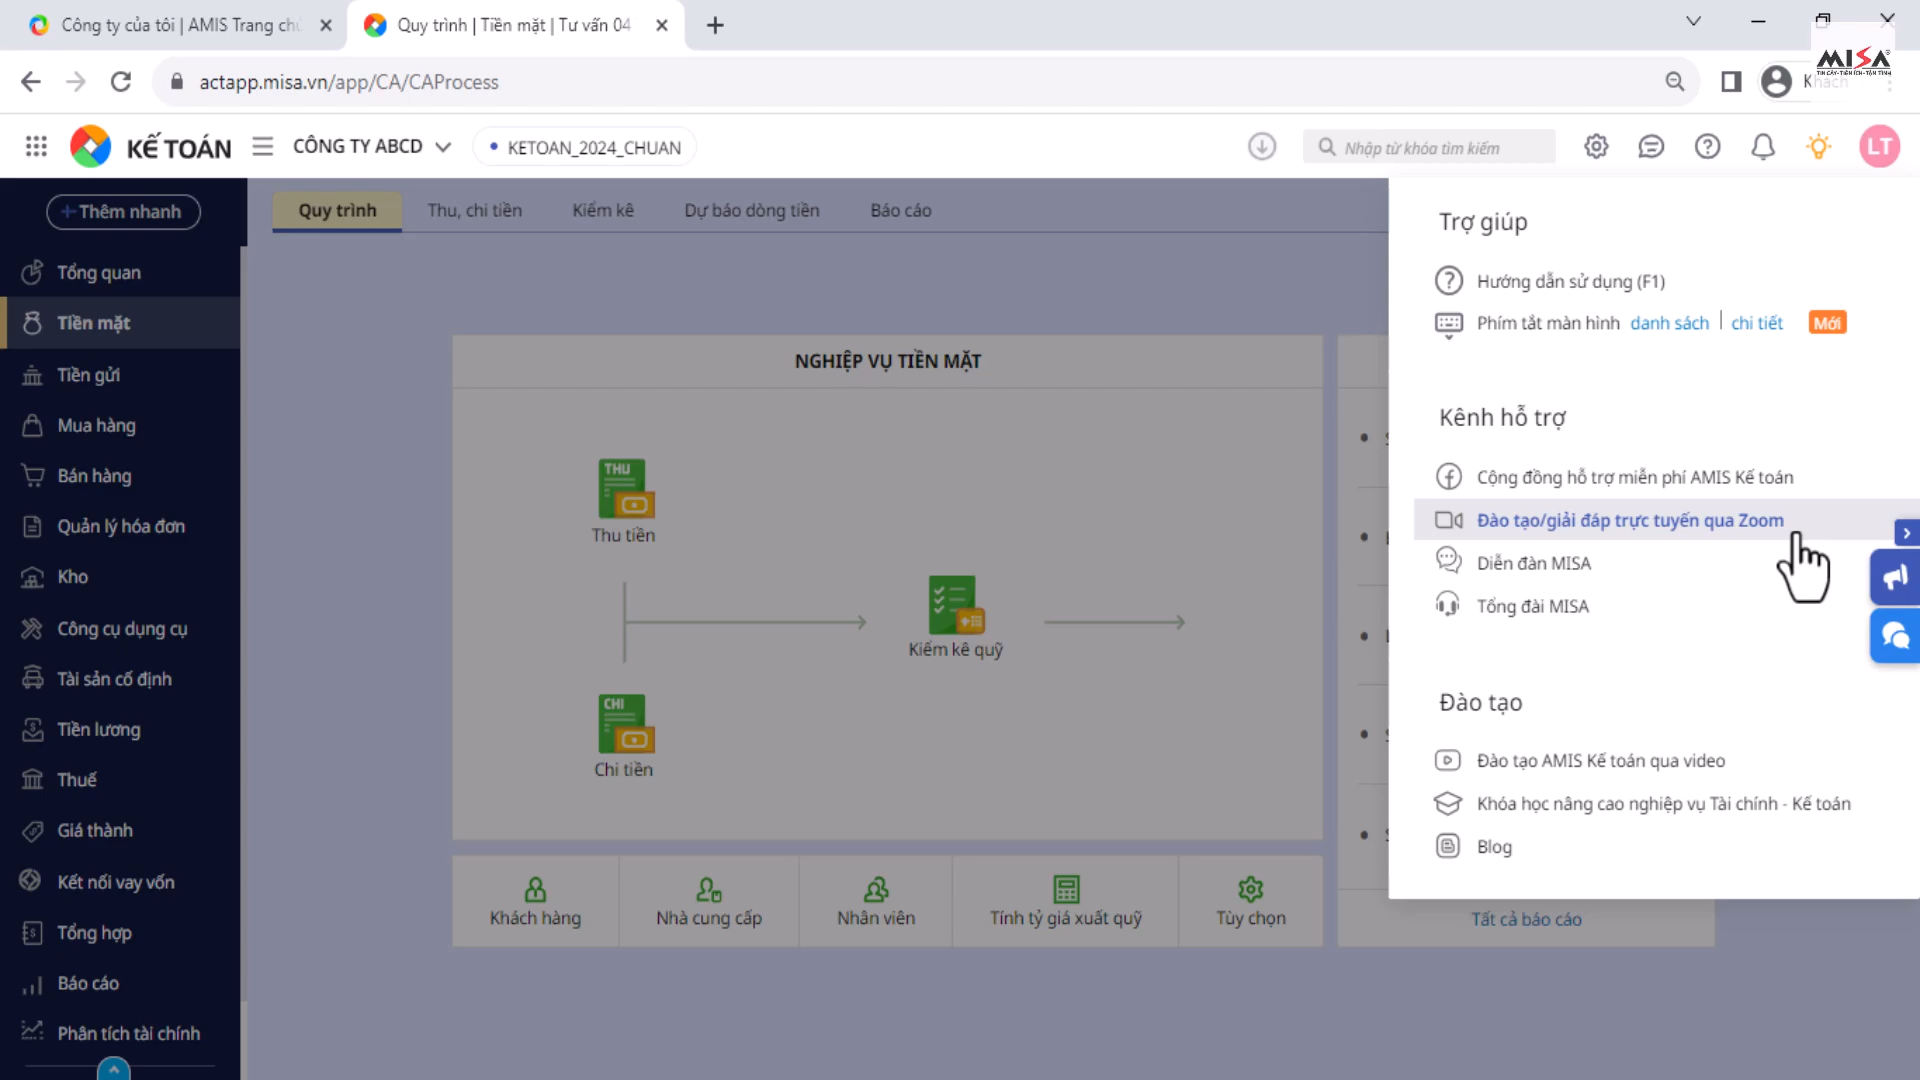 Công ty của tôi | AMIS Trang ch
Quy trình | Tiền mặt | Tư vấn 04
actapp.misa.vn/app/CA/CAProcess
MISA
TIN CẬY-TIỆN ÍCH-TẬN TÌNH
Khách
KẾ TOÁN
CÔNG TY ABCD
KETOAN_2024_CHUAN
Nhập từ khóa tìm kiếm
LT
Thêm nhanh
Tổng quan
Tiền mặt
Tiền gửi
Mua hàng
Bán hàng
Quản lý hóa đơn
Kho
Công cụ dụng cụ
Tài sản cố định
Tiền lương
Thuế
Giá thành
Kết nối vay vốn
Tổng hợp
Báo cáo
Phân tích tài chính
Quy trình
Thu, chi tiền
Kiểm kê
Dự báo dòng tiền
Báo cáo
NGHIỆP VỤ TIỀN MẶT
THU
Thu tiền
Kiểm kê quỹ
CHI
Chi tiền
Khách hàng
Nhà cung cấp
Nhân viên
Tính tỷ giá xuất quỹ
Tùy chọn
Tất cả báo cáo
Trợ giúp
Hướng dẫn sử dụng (F1)
Phím tắt màn hình danh sách | chi tiết Mới
Kênh hỗ trợ
Cộng đồng hỗ trợ miễn phí AMIS Kế toán
Đào tạo/giải đáp trực tuyến qua Zoom
Diễn đàn MISA
Tổng đài MISA
Đào tạo
Đào tạo AMIS Kế toán qua video
Khóa học nâng cao nghiệp vụ Tài chính - Kế toán
Blog